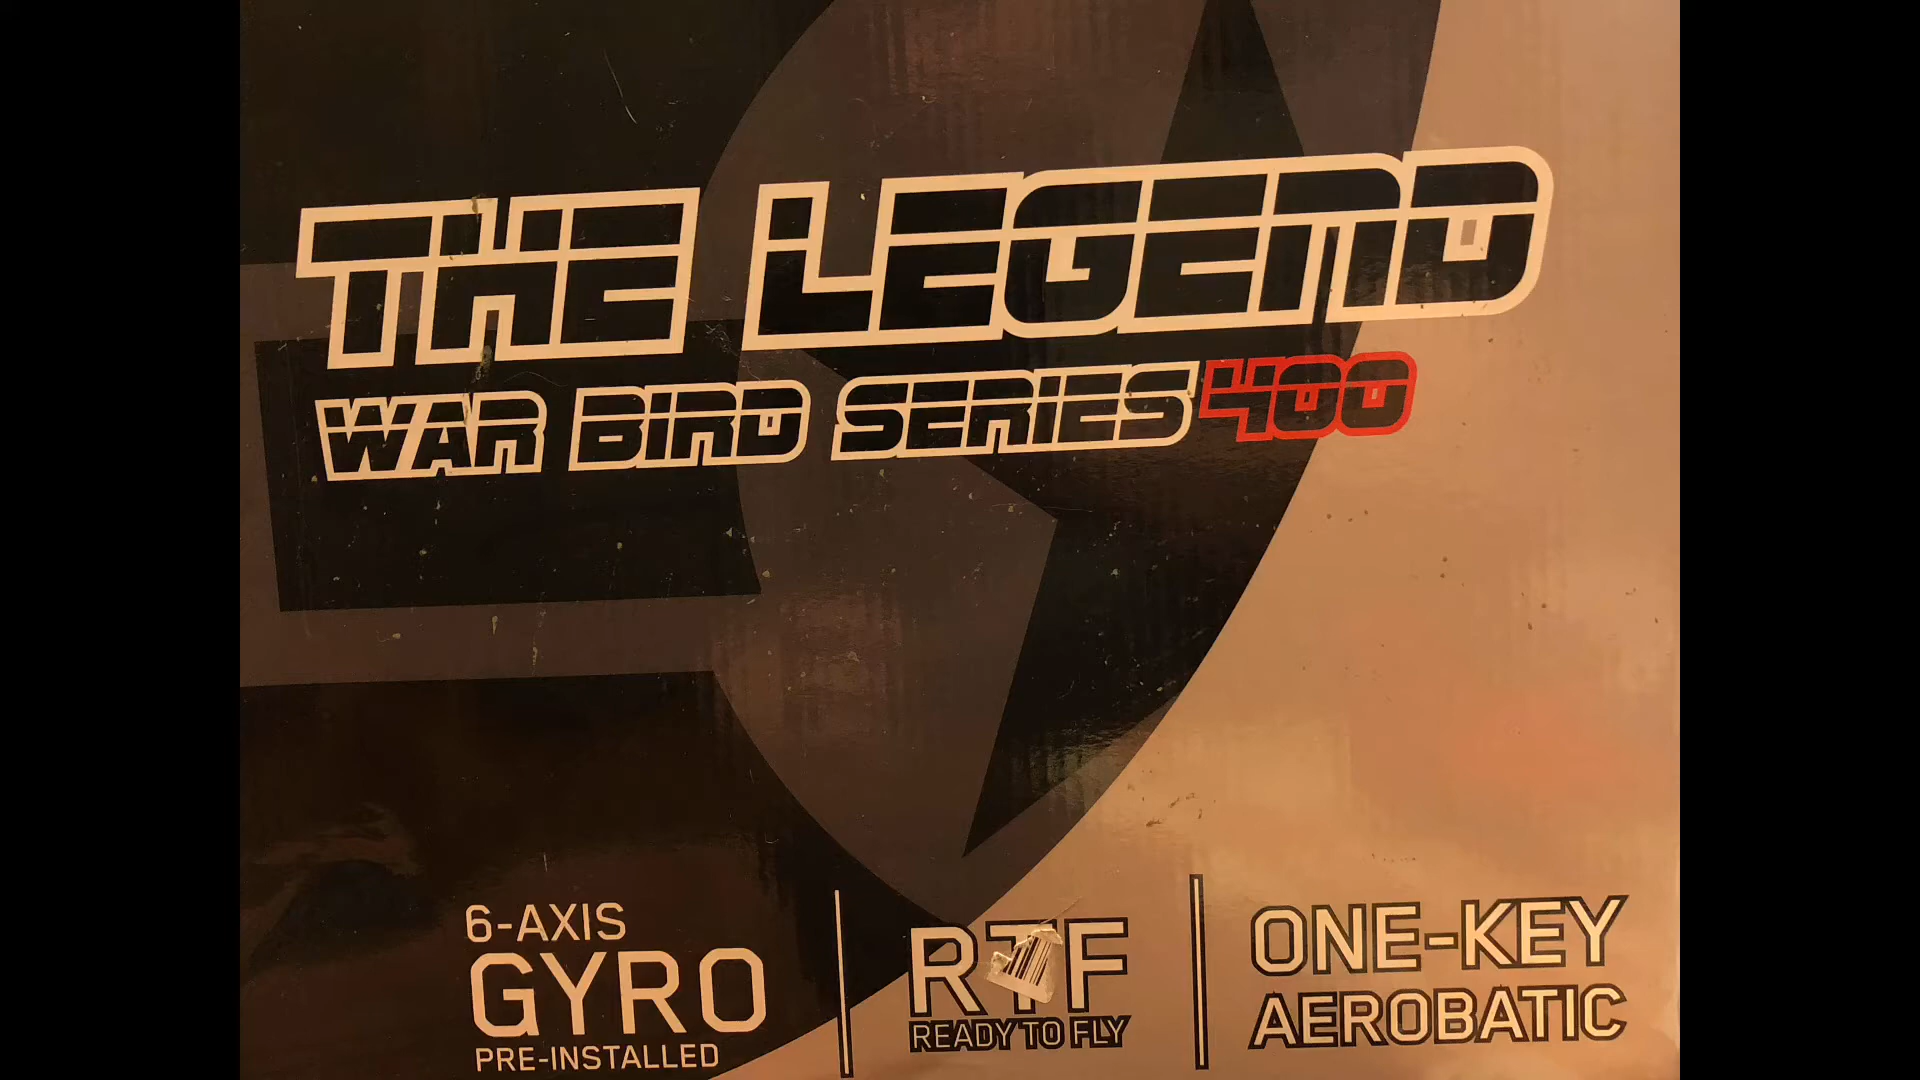 THE LEGEND
WAR BIRD SERIES 400
6-AXIS
GYRO
PRE-INSTALLED
RTF
READY TO FLY
ONE-KEY
AEROBATIC